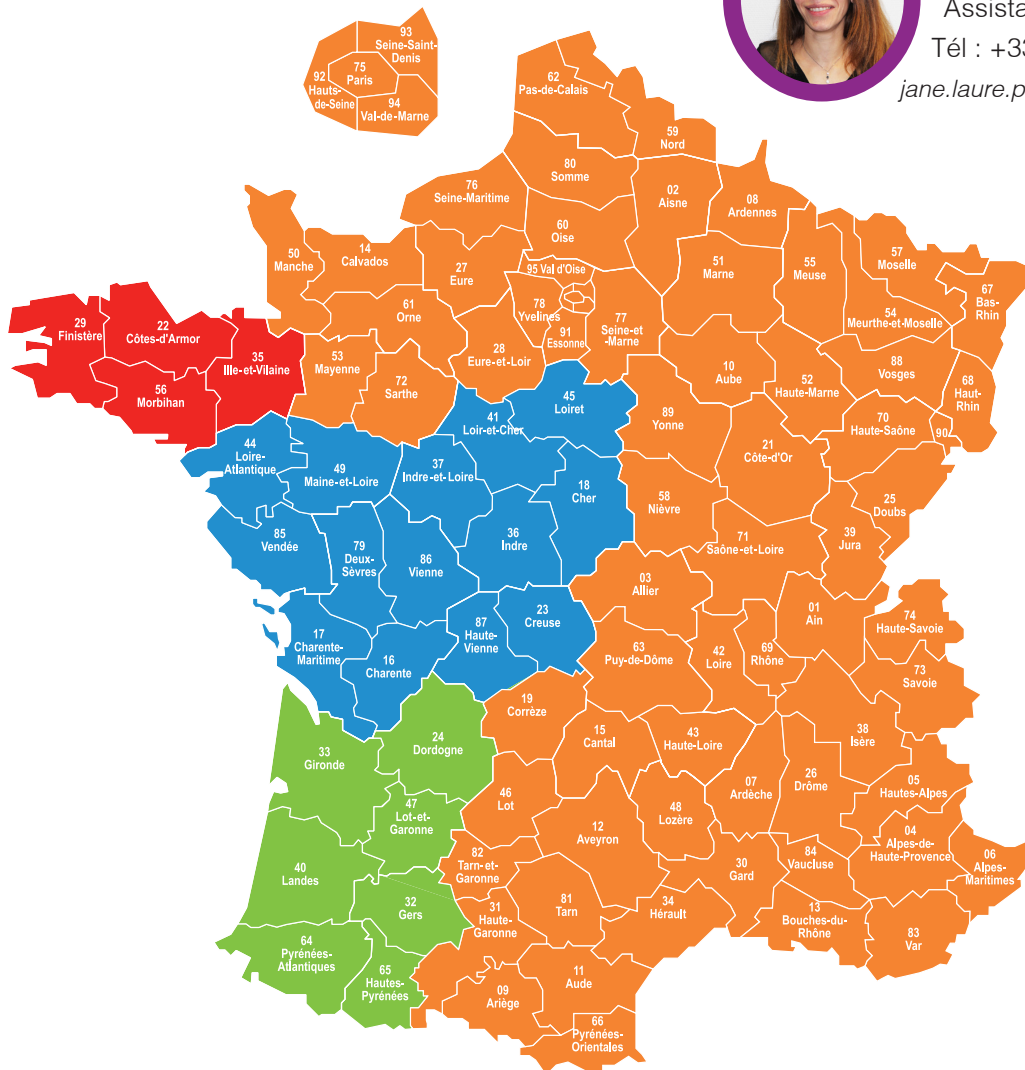 Assista
Tél : +33
jane.laure.p
93
Seine-Saint-
Denis
75
Paris
92
Hauts-
de-Seine
94
Val-de-Marne
62
Pas-de-Calais
59
Nord
80
Somme
02
Aisne
08
Ardennes
76
Seine-Maritime
60
Oise
50
Manche
14
Calvados
27
Eure
95 Val d'Oise
51
Marne
55
Meuse
57
Moselle
67
Bas-
Rhin
54
Meurthe-et-Moselle
61
Orne
78
Yvelines
91
Essonne
77
Seine-et
Marne
29
Finistère
22
Côtes-d'Armor
35
Ille-et-Vilaine
56
Morbihan
53
Mayenne
72
Sarthe
28
Eure-et-Loir
10
Aube
52
Haute-Marne
88
Vosges
68
Haut-
Rhin
45
Loiret
41
Loir-et-Cher
89
Yonne
21
Côte-d'Or
70
Haute-Saône
90
44
Loire-
Atlantique
49
Maine-et-Loire
37
Indre-et-Loire
18
Cher
58
Nièvre
25
Doubs
39
Jura
71
Saône-et-Loire
85
Vendée
79
Deux-
Sèvres
86
Vienne
36
Indre
03
Allier
01
Ain
74
Haute-Savoie
17
Charente-
Maritime
16
Charente
87
Haute-
Vienne
23
Creuse
63
Puy-de-Dôme
42
Loire
69
Rhône
73
Savoie
19
Corrèze
15
Cantal
43
Haute-Loire
38
Isère
33
Gironde
24
Dordogne
46
Lot
48
Lozère
07
Ardèche
26
Drôme
05
Hautes-Alpes
47
Lot-et-
Garonne
12
Aveyron
04
Alpes-de-
Haute-Provence
06
Alpes-
Maritimes
40
Landes
82
Tarn-et-
Garonne
30
Gard
84
Vaucluse
32
Gers
31
Haute-
Garonne
81
Tarn
34
Hérault
13
Bouches-du-
Rhône
83
Var
64
Pyrénées-
Atlantiques
65
Hautes-
Pyrénées
09
Ariège
11
Aude
66
Pyrénées-
Orientales